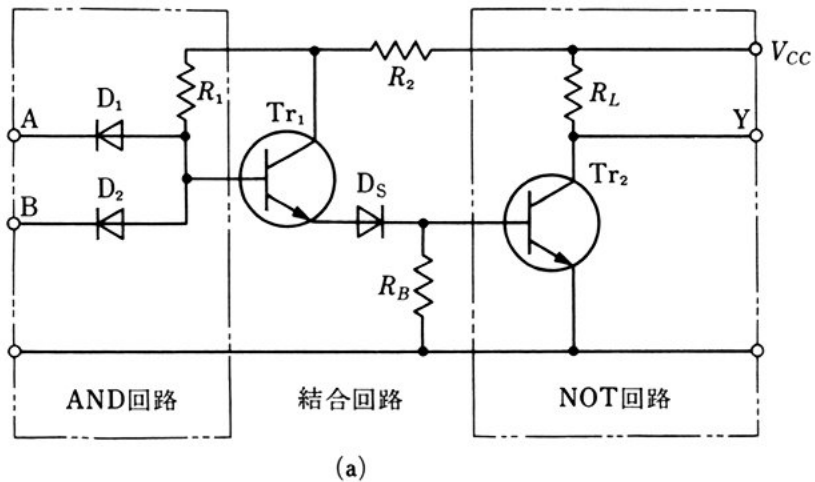 V_CC
R₂
R₁
R_L
D₁
Tr₁
A
Y
D₂
D_S
Tr₂
B
R_B
AND回路
結合回路
NOT回路
(a)